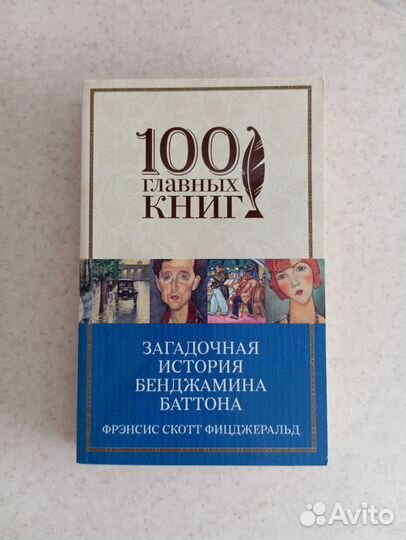 100
ГЛАВНЫХ
КНИГ
ЗАГАДОЧНАЯ
ИСТОРИЯ
БЕНДЖАМИНА
БАТТОНА
ФРЭНСИС СКОТТ ФИЦДЖЕРАЛЬД
Avito